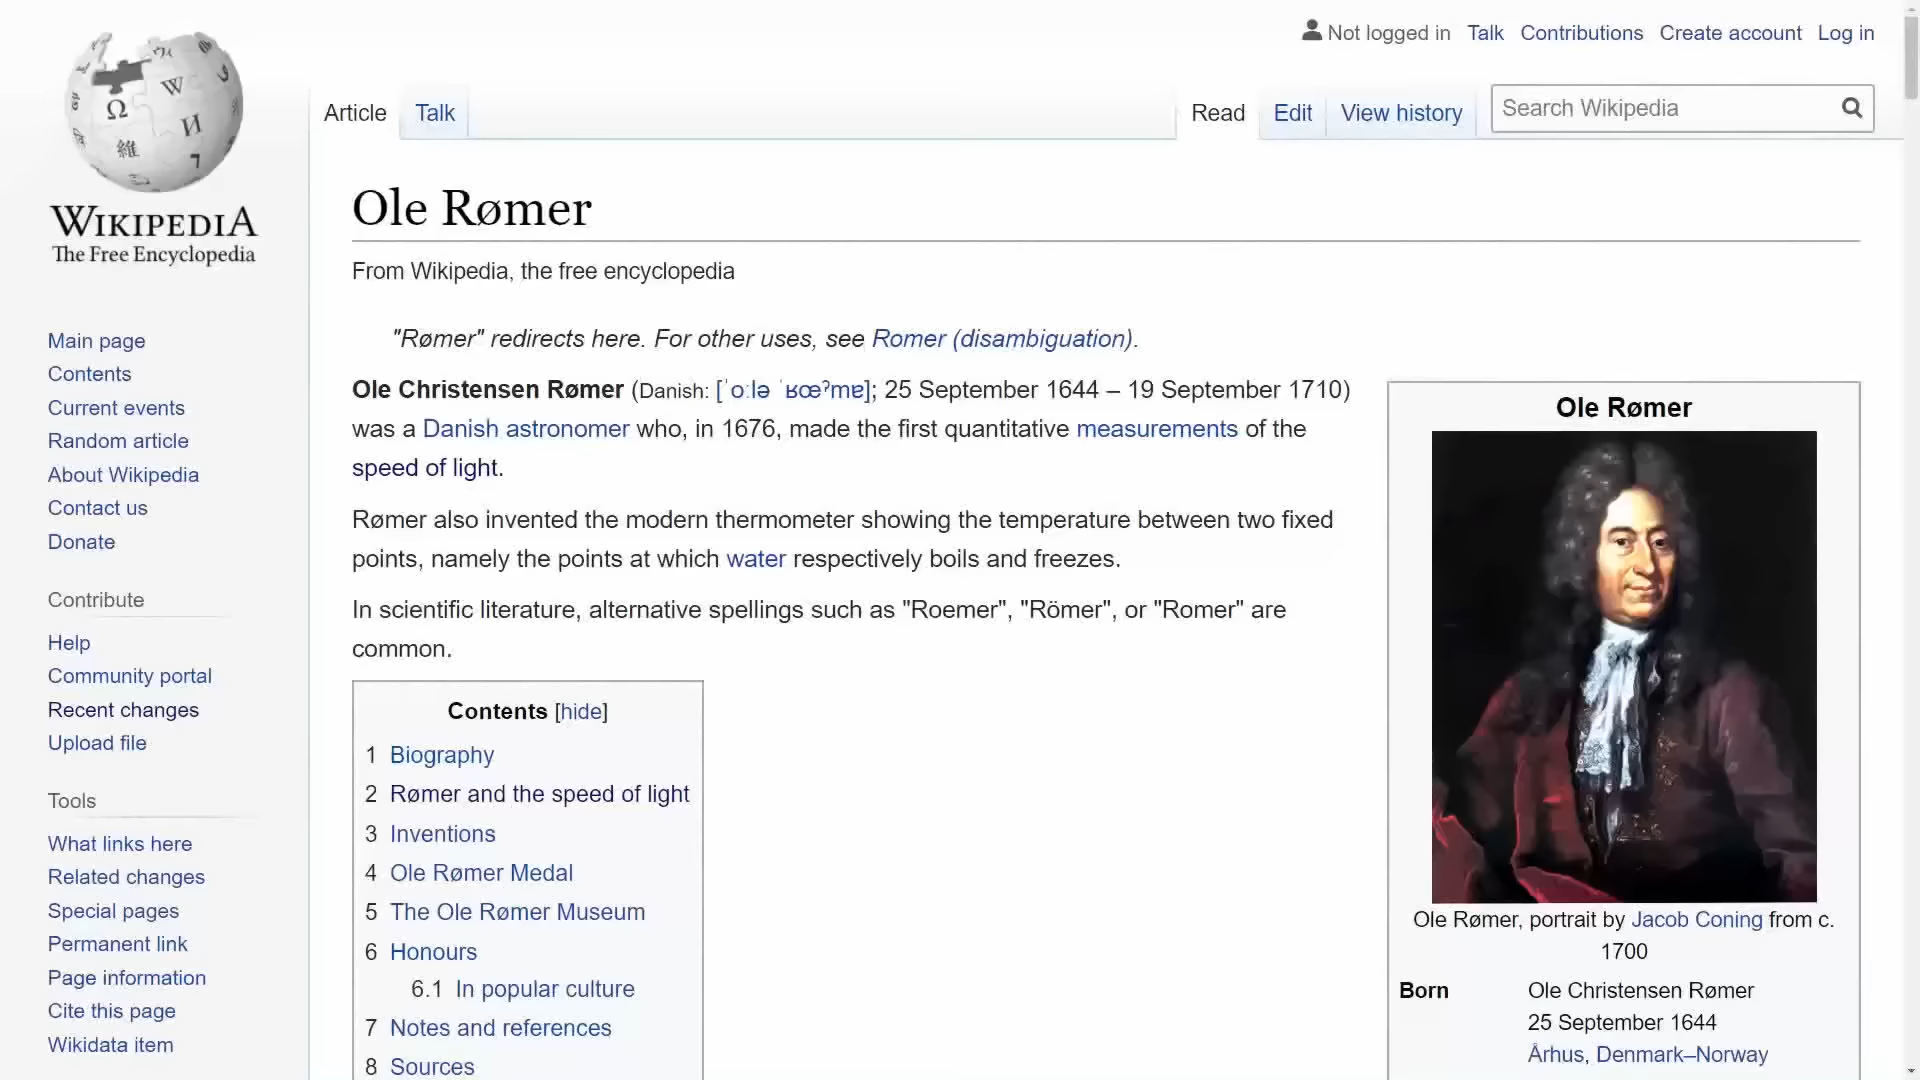 Not logged in Talk Contributions Create account Log in
Article Talk Read Edit View history Search Wikipedia
WIKIPEDIA
The Free Encyclopedia
Main page
Contents
Current events
Random article
About Wikipedia
Contact us
Donate
Contribute
Help
Community portal
Recent changes
Upload file
Tools
What links here
Related changes
Special pages
Permanent link
Page information
Cite this page
Wikidata item
Ole Rømer
From Wikipedia, the free encyclopedia
"Rømer" redirects here. For other uses, see Romer (disambiguation).
Ole Christensen Rømer (Danish: [ˈoːlə ˈʁœˀmɐ]; 25 September 1644 – 19 September 1710)
was a Danish astronomer who, in 1676, made the first quantitative measurements of the
speed of light.
Rømer also invented the modern thermometer showing the temperature between two fixed
points, namely the points at which water respectively boils and freezes.
In scientific literature, alternative spellings such as "Roemer", "Römer", or "Romer" are
common.
Contents [hide]
1 Biography
2 Rømer and the speed of light
3 Inventions
4 Ole Rømer Medal
5 The Ole Rømer Museum
6 Honours
6.1 In popular culture
7 Notes and references
8 Sources
Ole Rømer
Ole Rømer, portrait by Jacob Coning from c.
1700
Born Ole Christensen Rømer
25 September 1644
Århus, Denmark–Norway